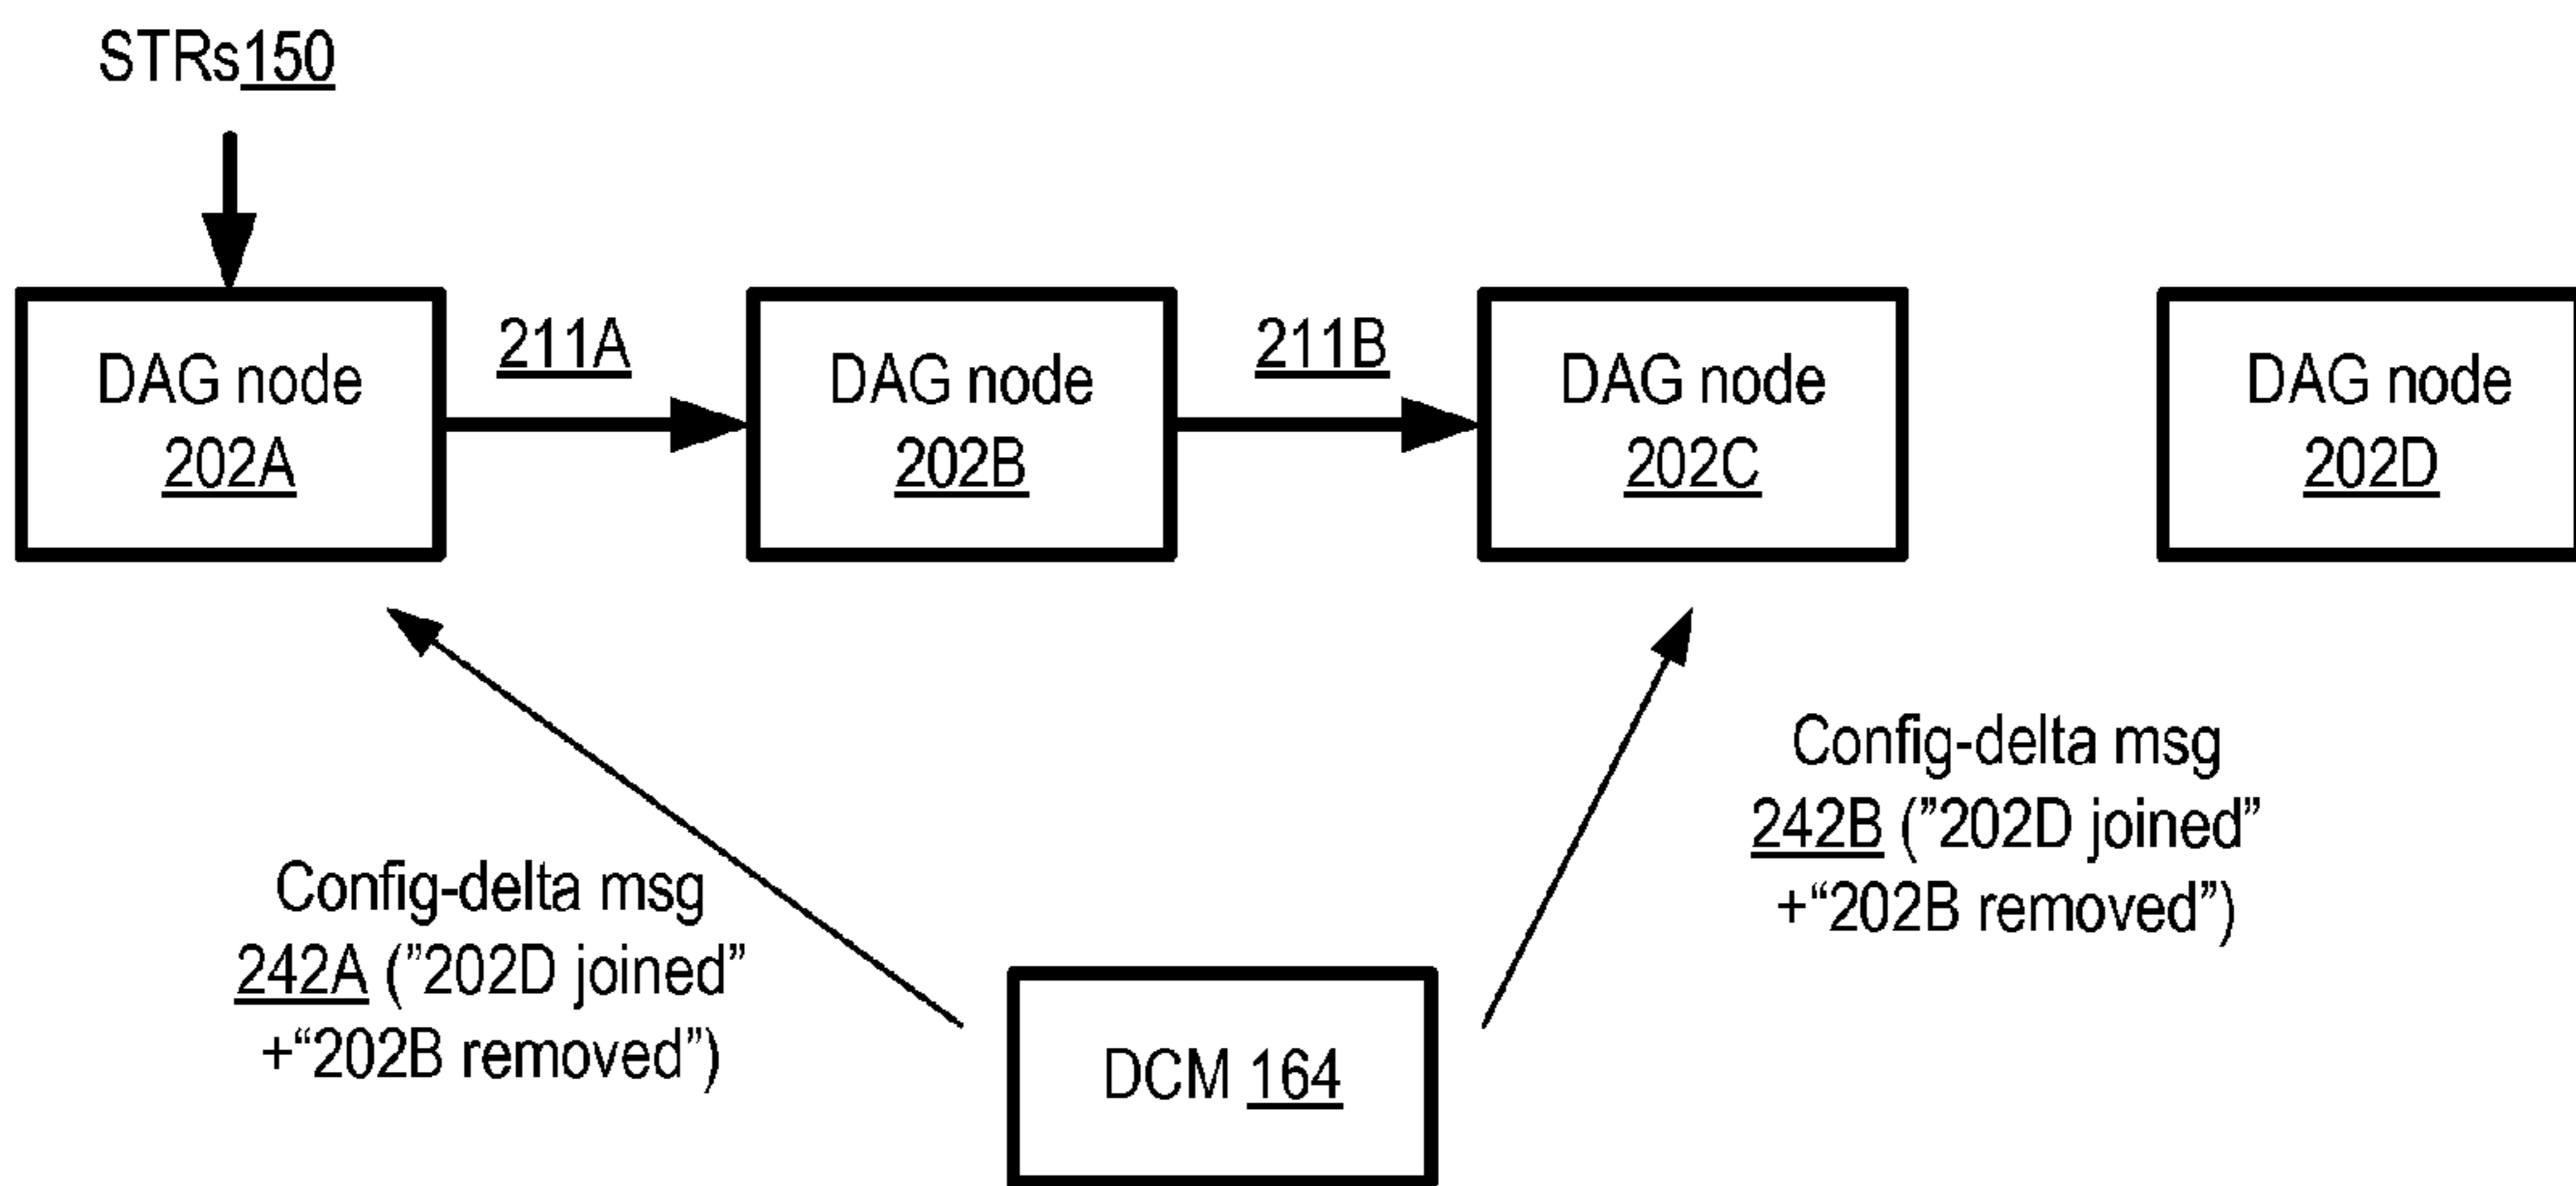 STRs150
211A
211B
DAG node
202A
DAG node
202B
DAG node
202C
DAG node
202D
Config-delta msg
242B (”202D joined”
+“202B removed”)
Config-delta msg
242A (”202D joined”
+“202B removed”)
DCM 164